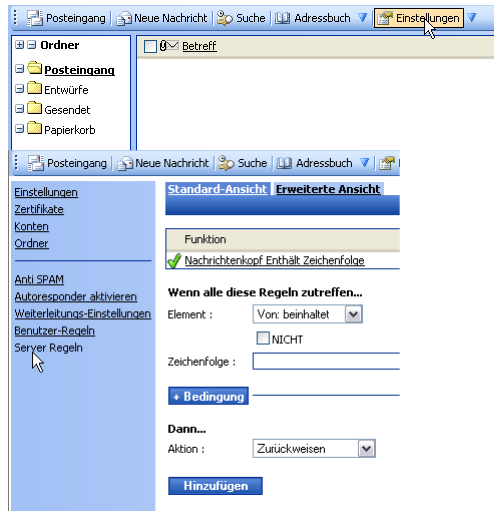 Posteingang Neue Nachricht Suche Adressbuch Einstellungen
Ordner
Betreff
Posteingang
Entwürfe
Gesendet
Papierkorb
Posteingang Neue Nachricht Suche Adressbuch
Einstellungen
Zertifikate
Konten
Ordner
Anti SPAM
Autoresponder aktivieren
Weiterleitungs-Einstellungen
Benutzer-Regeln
Server Regeln
Standard-Ansicht Erweiterte Ansicht
Funktion
Nachrichtenkopf Enthält Zeichenfolge
Wenn alle diese Regeln zutreffen...
Element : Von: beinhaltet
NICHT
Zeichenfolge :
+ Bedingung
Dann...
Aktion : Zurückweisen
Hinzufügen